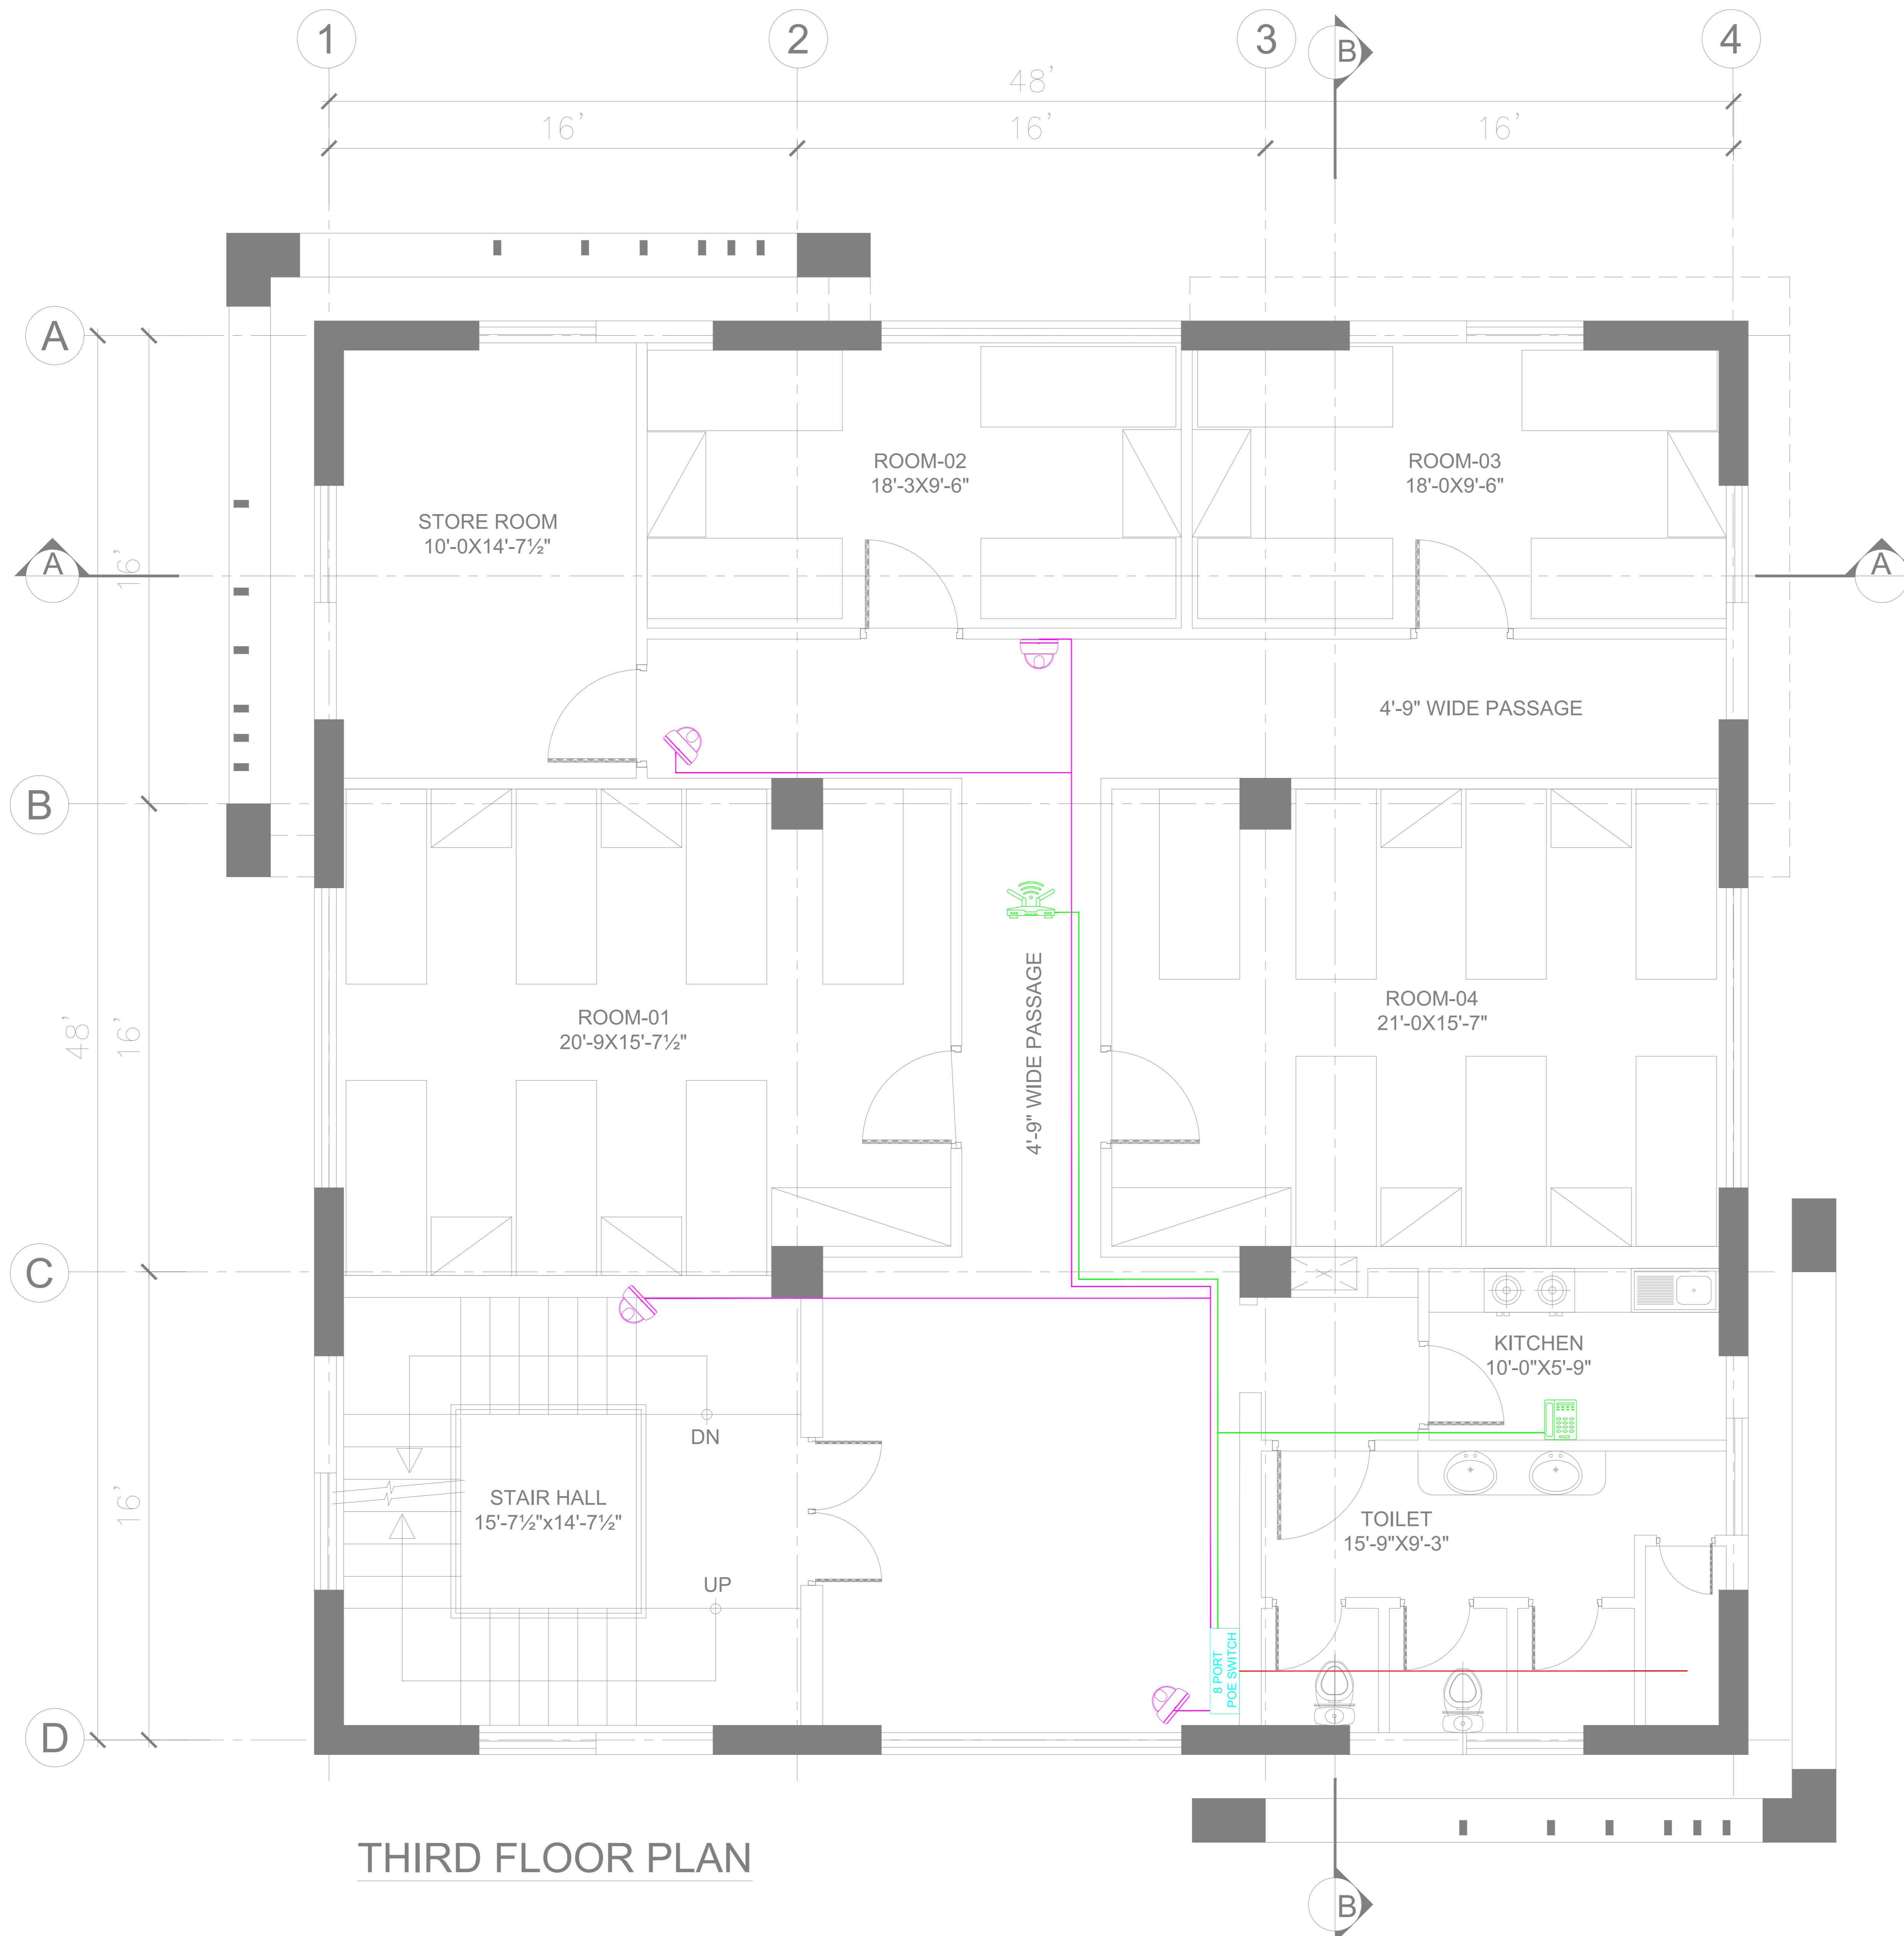 1
2
3
4
B
48'
16'
16'
16'
A
ROOM-02
18'-3X9'-6"
ROOM-03
18'-0X9'-6"
STORE ROOM
10'-0X14'-7½"
A
A
16'
4'-9" WIDE PASSAGE
B
4'-9" WIDE PASSAGE
ROOM-01
20'-9X15'-7½"
ROOM-04
21'-0X15'-7"
48'
16'
C
KITCHEN
10'-0"X5'-9"
DN
STAIR HALL
15'-7½"x14'-7½"
16'
TOILET
15'-9"X9'-3"
UP
8 PORT
POE SWITCH
D
THIRD FLOOR PLAN
B